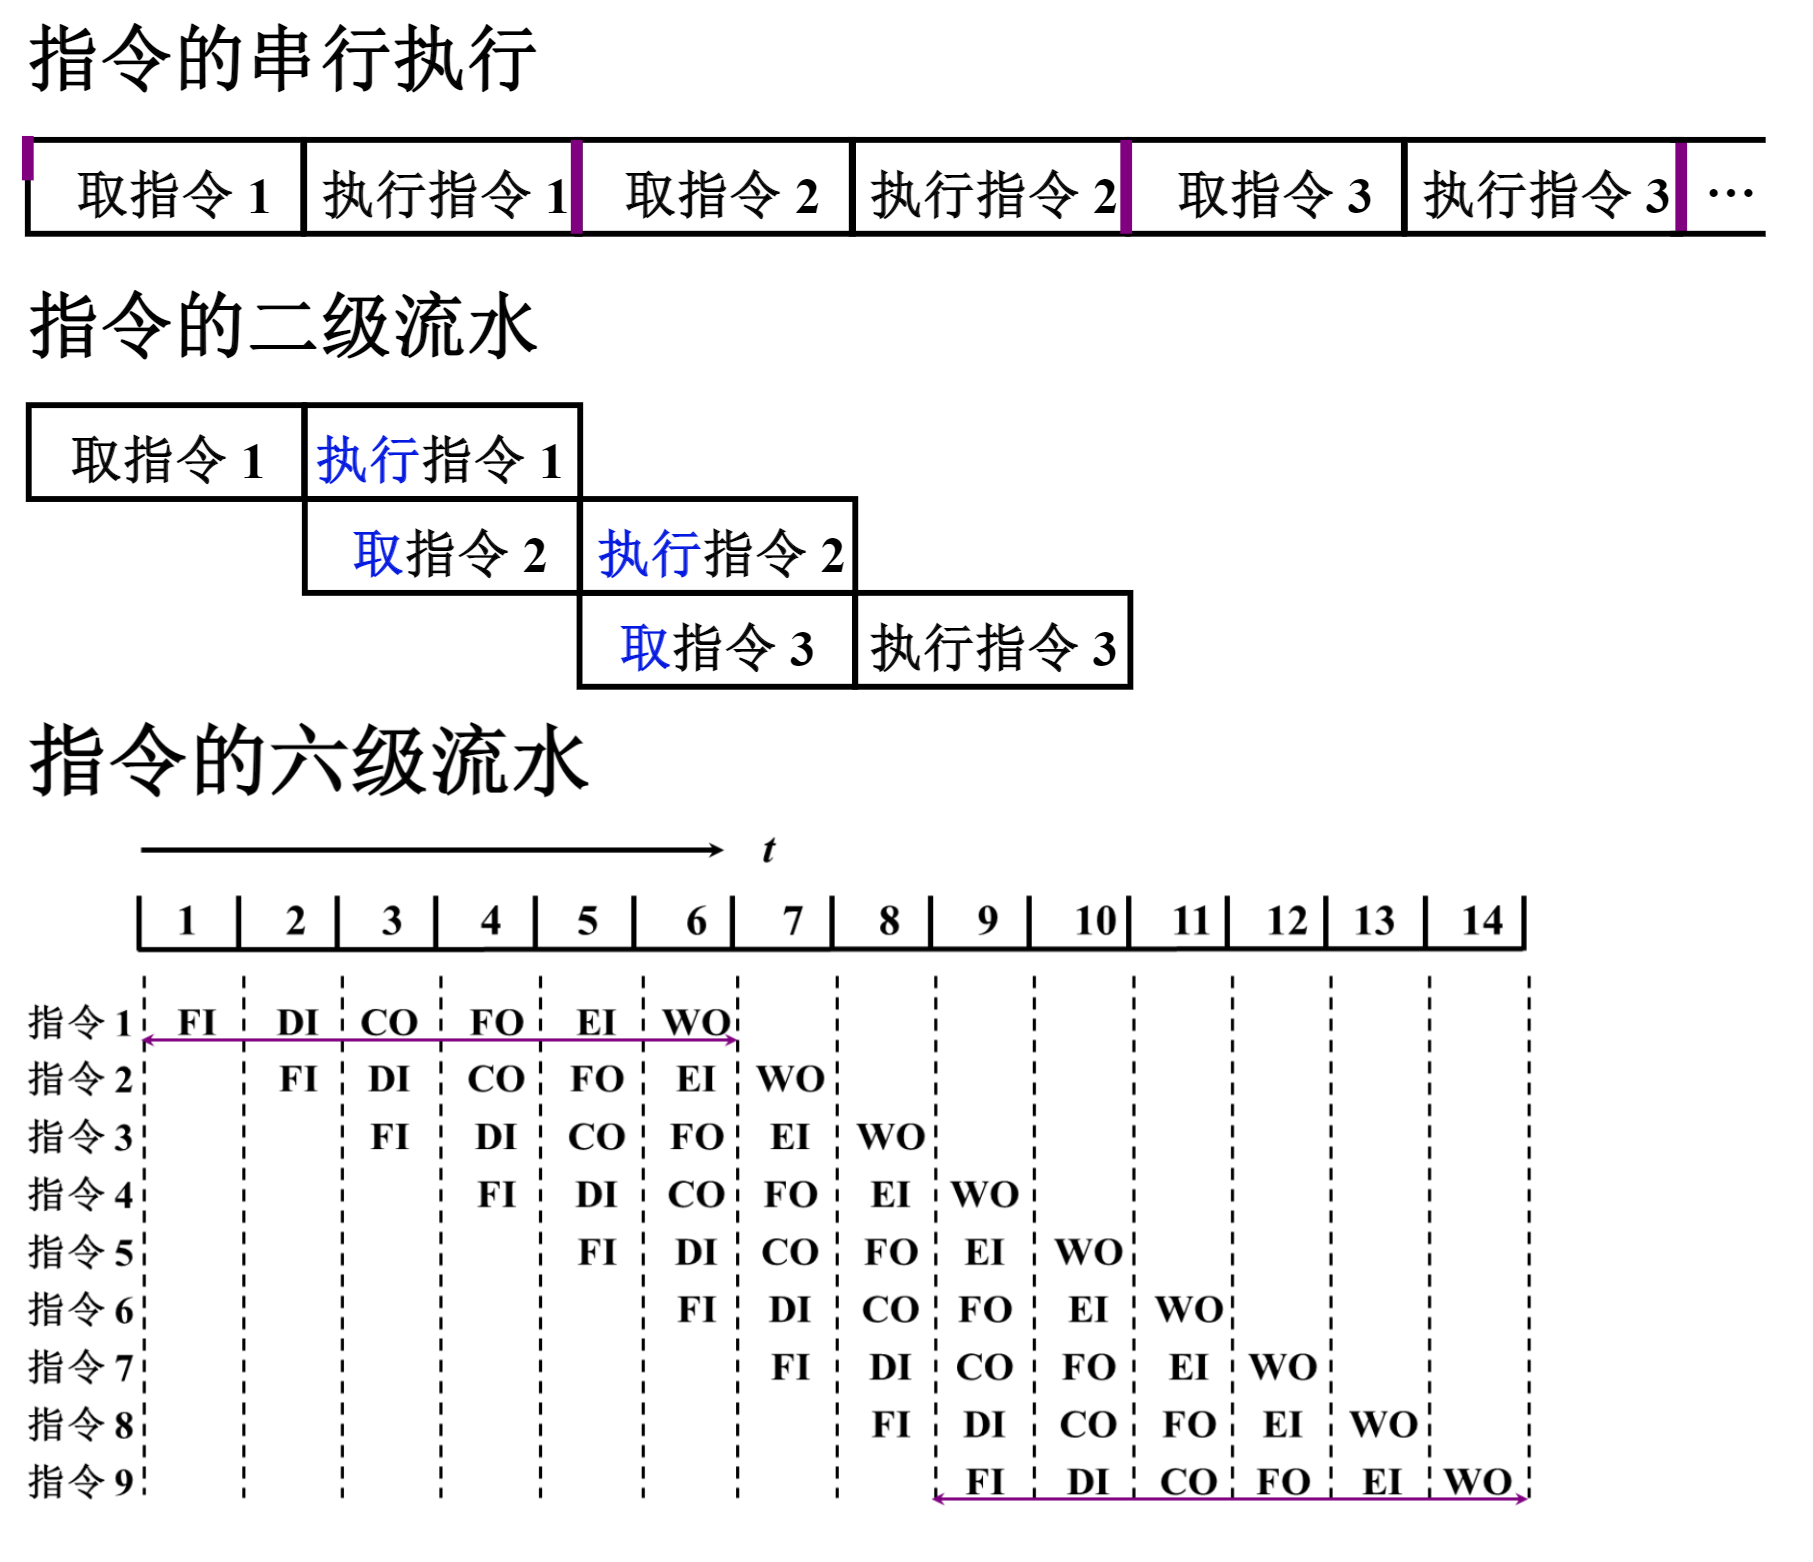 指令的串行执行
取指令 1 执行指令 1 取指令 2 执行指令 2 取指令 3 执行指令 3 …
指令的二级流水
取指令 1 执行指令 1
取指令 2 执行指令 2
取指令 3 执行指令 3
指令的六级流水
t
1 2 3 4 5 6 7 8 9 10 11 12 13 14
指令 1 FI DI CO FO EI WO
指令 2 FI DI CO FO EI WO
指令 3 FI DI CO FO EI WO
指令 4 FI DI CO FO EI WO
指令 5 FI DI CO FO EI WO
指令 6 FI DI CO FO EI WO
指令 7 FI DI CO FO EI WO
指令 8 FI DI CO FO EI WO
指令 9 FI DI CO FO EI WO